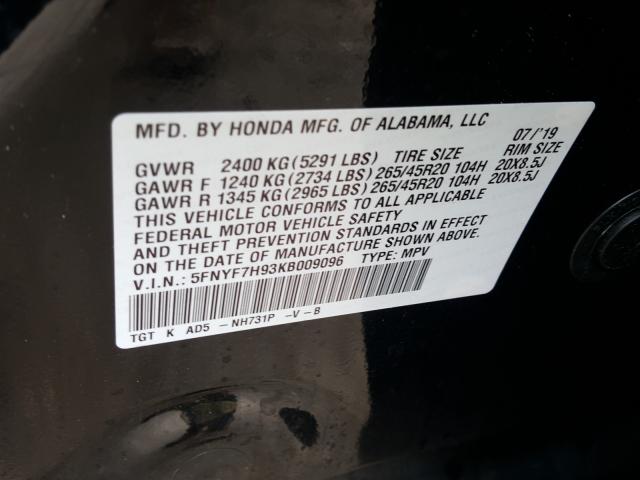 MFD. BY HONDA MFG. OF ALABAMA, LLC 07/'19
GVWR 2400 KG (5291 LBS) TIRE SIZE RIM SIZE
GAWR F 1240 KG (2734 LBS) 265/45R20 104H 20X8.5J
GAWR R 1345 KG (2965 LBS) 265/45R20 104H 20X8.5J
THIS VEHICLE CONFORMS TO ALL APPLICABLE
FEDERAL MOTOR VEHICLE SAFETY
AND THEFT PREVENTION STANDARDS IN EFFECT
ON THE DATE OF MANUFACTURE SHOWN ABOVE.
V.I.N.: 5FNYF7H93KB009096 TYPE: MPV
TGT K AD5 -NH731P -V-B